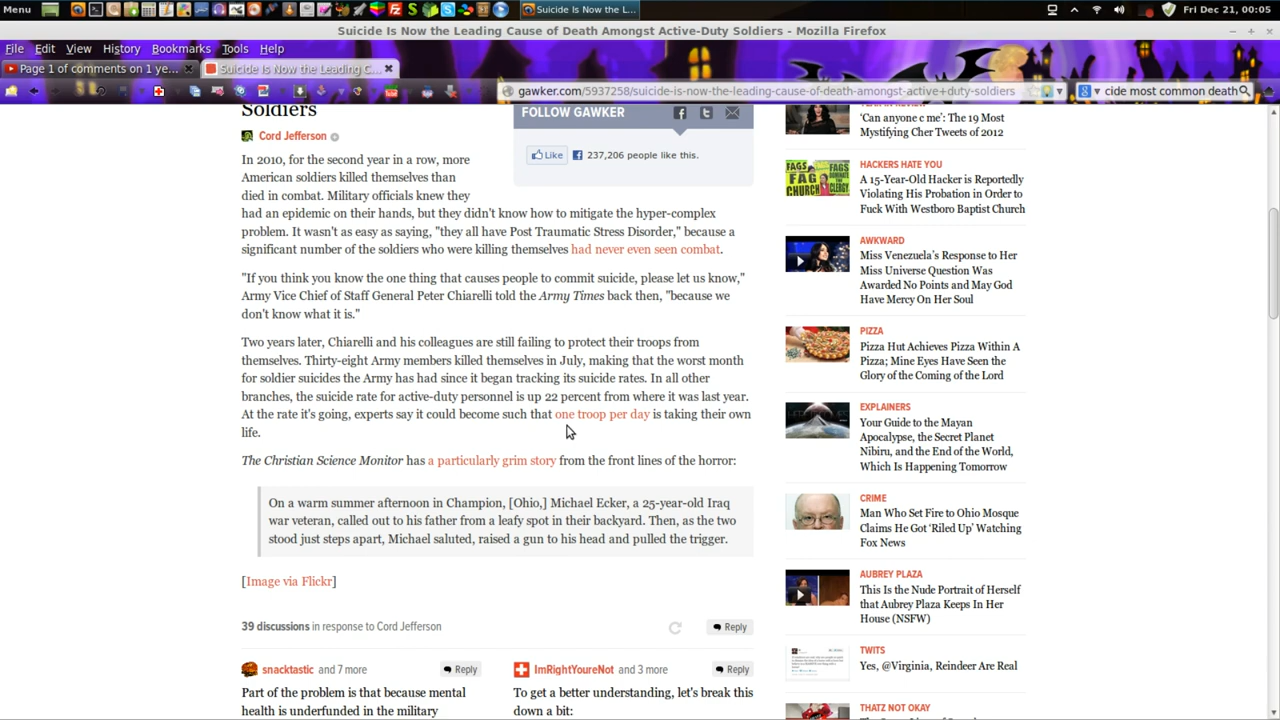 Menu
Suicide Is Now the L...
Fri Dec 21, 00:05
Suicide Is Now the Leading Cause of Death Amongst Active-Duty Soldiers - Mozilla Firefox
File Edit View History Bookmarks Tools Help
Page 1 of comments on 1 ye...
Suicide Is Now the Leading C...
gawker.com/5937258/suicide-is-now-the-leading-cause-of-death-amongst-active+duty-soldiers
cide most common death
Soldiers
Cord Jefferson
In 2010, for the second year in a row, more
American soldiers killed themselves than
died in combat. Military officials knew they
had an epidemic on their hands, but they didn't know how to mitigate the hyper-complex
problem. It wasn't as easy as saying, "they all have Post Traumatic Stress Disorder," because a
significant number of the soldiers who were killing themselves had never even seen combat.
"If you think you know the one thing that causes people to commit suicide, please let us know,"
Army Vice Chief of Staff General Peter Chiarelli told the Army Times back then, "because we
don't know what it is."
Two years later, Chiarelli and his colleagues are still failing to protect their troops from
themselves. Thirty-eight Army members killed themselves in July, making that the worst month
for soldier suicides the Army has had since it began tracking its suicide rates. In all other
branches, the suicide rate for active-duty personnel is up 22 percent from where it was last year.
At the rate it's going, experts say it could become such that one troop per day is taking their own
life.
The Christian Science Monitor has a particularly grim story from the front lines of the horror:
On a warm summer afternoon in Champion, [Ohio,] Michael Ecker, a 25-year-old Iraq
war veteran, called out to his father from a leafy spot in their backyard. Then, as the two
stood just steps apart, Michael saluted, raised a gun to his head and pulled the trigger.
[Image via Flickr]
39 discussions in response to Cord Jefferson
Reply
snacktastic and 7 more
Reply
Part of the problem is that because mental
health is underfunded in the military
FrmrlgnYoureNot and 3 more
Reply
To get a better understanding, let's break this
down a bit:
FOLLOW GAWKER
Like
237,206 people like this.
YEAR IN REVIEW
'Can anyone c me': The 19 Most
Mystifying Cher Tweets of 2012
HACKERS HATE YOU
A 15-Year-Old Hacker is Reportedly
Violating His Probation in Order to
Fuck With Westboro Baptist Church
AWKWARD
Miss Venezuela's Response to Her
Miss Universe Question Was
Awarded No Points and May God
Have Mercy On Her Soul
PIZZA
Pizza Hut Achieves Pizza Within A
Pizza; Mine Eyes Have Seen the
Glory of the Coming of the Lord
EXPLAINERS
Your Guide to the Mayan
Apocalypse, the Secret Planet
Nibiru, and the End of the World,
Which Is Happening Tomorrow
CRIME
Man Who Set Fire to Ohio Mosque
Claims He Got 'Riled Up' Watching
Fox News
AUBREY PLAZA
This Is the Nude Portrait of Herself
that Aubrey Plaza Keeps In Her
House (NSFW)
TWITS
Yes, @Virginia, Reindeer Are Real
THATZ NOT OKAY